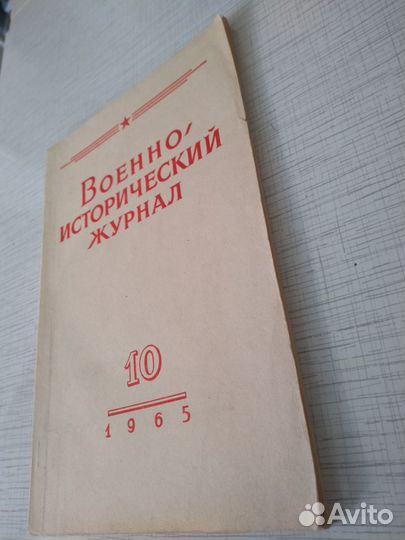 Военно-
исторический
журнал
10
1965
Avito